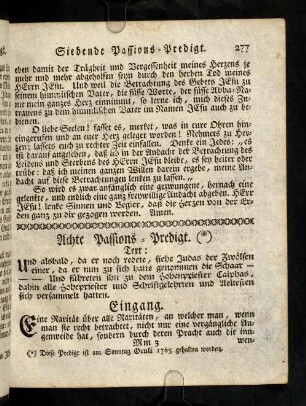 Siebende Passions-Predigt. 277
eben damit der Trägheit und Vergessenheit meines Herzens je
mehr und mehr abgeholfen seyn durch den herben Tod meines
HErrn JEsu. Und weil die Betrachtung des Gebets JEsu zu
seinem himmlischen Vater, die süsse Worte, der süsse Abba-Na-
me mein ganzes Herz einnimmt, so lerne ich, mich dieses Zu-
trauens zu dem himmlischen Vater im Namen JEsu auch zu be-
dienen.
O liebe Seelen! fasset es, merket, was in eure Ohren hin-
eingerufen und an euer Herz geleget worden! Nehmets zu Her-
zen; lassets euch zu rechter Zeit einfallen. Denke ein Jedes: „es
ist darauf angesehen, daß ich in der Andacht der Betrachtung des
Leidens und Sterbens des HErrn JEsu bleibe, es sey heiter oder
trübe: daß ich meinen ganzen Willen darein ergebe, meine An-
dacht auf diese Betrachtungen lenken zu lassen.„
So wird es zwar anfänglich eine gezwungene, hernach eine
gelenkte, und endlich eine ganz freywillige Andacht abgeben. HErr
JEsu! lenke Sinnen und Begier, daß die Herzen von der Er-
den ganz zu dir gezogen werden. Amen.
Achte Passions-Predigt. (*)
Text:
Und alsbald, da er noch redte, siehe Judas der Zwölfen
einer, da er nun zu sich hatte genommen die Schaar —
— Und führeten ihn zu dem Hohenpriester Caiphas,
dahin alle Hohepriester und Schriftgelehrten und Aeltesten
sich versammelt hatten.
Eingang.
Eine Rarität über alle Raritäten, an welcher man, wenn
man sie recht betrachtet, nicht nur eine vergängliche Au-
genweide hat, sondern durch deren Pracht auch die inn-
Mm 3 wen-
(*) Diese Predigt ist am Sonntag Oculi 1765 gehalten worden.